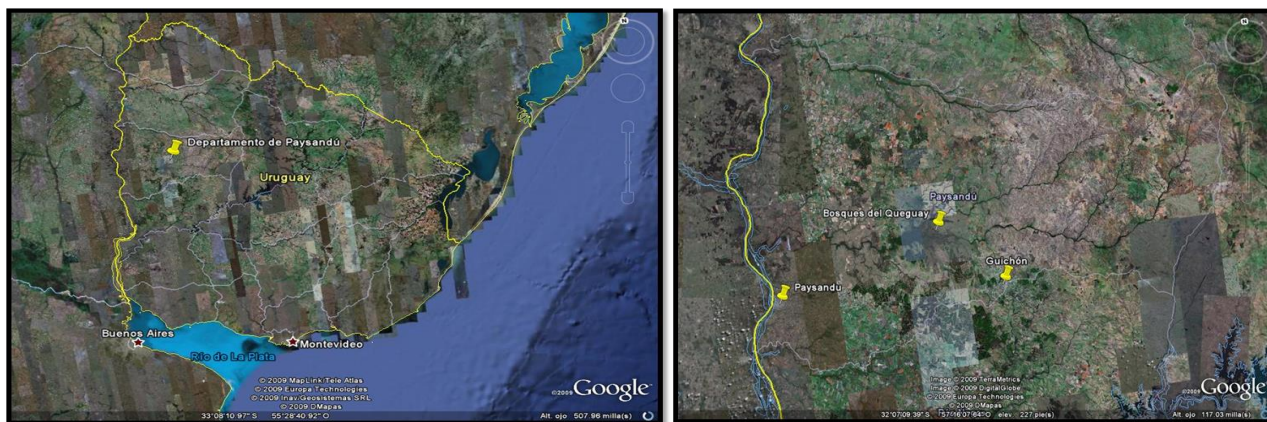 N
Departamento de Paysandú
Uruguay
Buenos Aires
Montevideo
Río de La Plata
© 2009 MapLink/Tele Atlas
© 2009 Europa Technologies
© 2009 Inav/Geosistemas SRL
© 2009 DMapas
©2009 Google
33°08'10.97" S 55°28'40.92" O
Alt. ojo 507.96 milla(s)
N
Paysandú
Bosques del Queguay
Guichón
Paysandú
Image © 2009 TerraMetrics
Image © 2009 DigitalGlobe
© 2009 Europa Technologies
© 2009 DMapas
©2009 Google
32°07'09.39" S 57°16'07.64" O elev 227 pie(s)
Alt. ojo 117.03 milla(s)